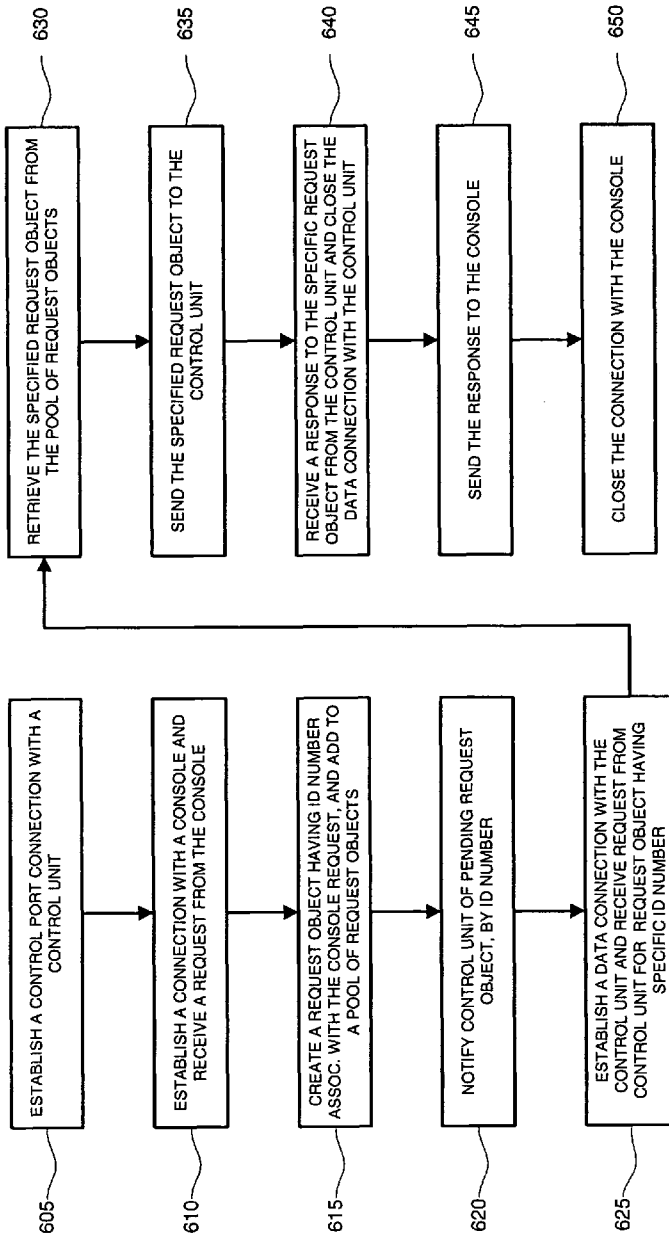 605
ESTABLISH A CONTROL PORT CONNECTION WITH A
CONTROL UNIT
610
ESTABLISH A CONNECTION WITH A CONSOLE AND
RECEIVE A REQUEST FROM THE CONSOLE
615
CREATE A REQUEST OBJECT HAVING ID NUMBER
ASSOC. WITH THE CONSOLE REQUEST, AND ADD TO
A POOL OF REQUEST OBJECTS
620
NOTIFY CONTROL UNIT OF PENDING REQUEST
OBJECT, BY ID NUMBER
625
ESTABLISH A DATA CONNECTION WITH THE
CONTROL UNIT AND RECEIVE REQUEST FROM
CONTROL UNIT FOR REQUEST OBJECT HAVING
SPECIFIC ID NUMBER
630
RETRIEVE THE SPECIFIED REQUEST OBJECT FROM
THE POOL OF REQUEST OBJECTS
635
SEND THE SPECIFIED REQUEST OBJECT TO THE
CONTROL UNIT
640
RECEIVE A RESPONSE TO THE SPECIFIC REQUEST
OBJECT FROM THE CONTROL UNIT AND CLOSE THE
DATA CONNECTION WITH THE CONTROL UNIT
645
SEND THE RESPONSE TO THE CONSOLE
650
CLOSE THE CONNECTION WITH THE CONSOLE